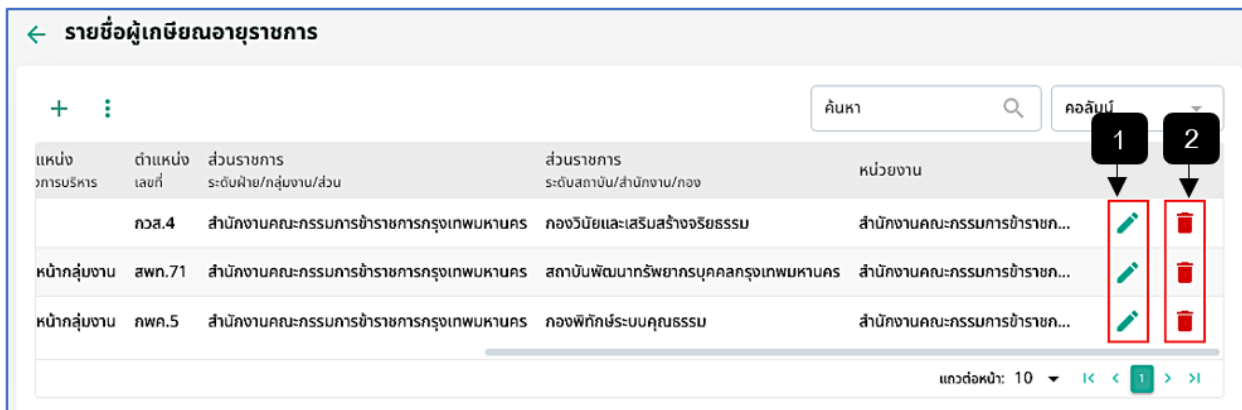 รายชื่อผู้เกษียณอายุราชการ
ค้นหา คอลัมน์
1 2
แหน่ง ตำแหน่ง ส่วนราชการ ส่วนราชการ หน่วยงาน
งการบริหาร เลขที่ ระดับฝ่าย/กลุ่มงาน/ส่วน ระดับสถาบัน/สำนักงาน/กอง
กวส.4 สำนักงานคณะกรรมการข้าราชการกรุงเทพมหานคร กองวินัยและเสริมสร้างจริยธรรม สำนักงานคณะกรรมการข้าราชก...
หน้ากลุ่มงาน สพท.71 สำนักงานคณะกรรมการข้าราชการกรุงเทพมหานคร สถาบันพัฒนาทรัพยากรบุคคลกรุงเทพมหานคร สำนักงานคณะกรรมการข้าราชก...
หน้ากลุ่มงาน กพค.5 สำนักงานคณะกรรมการข้าราชการกรุงเทพมหานคร กองพิทักษ์ระบบคุณธรรม สำนักงานคณะกรรมการข้าราชก...
แถวต่อหน้า: 10 1